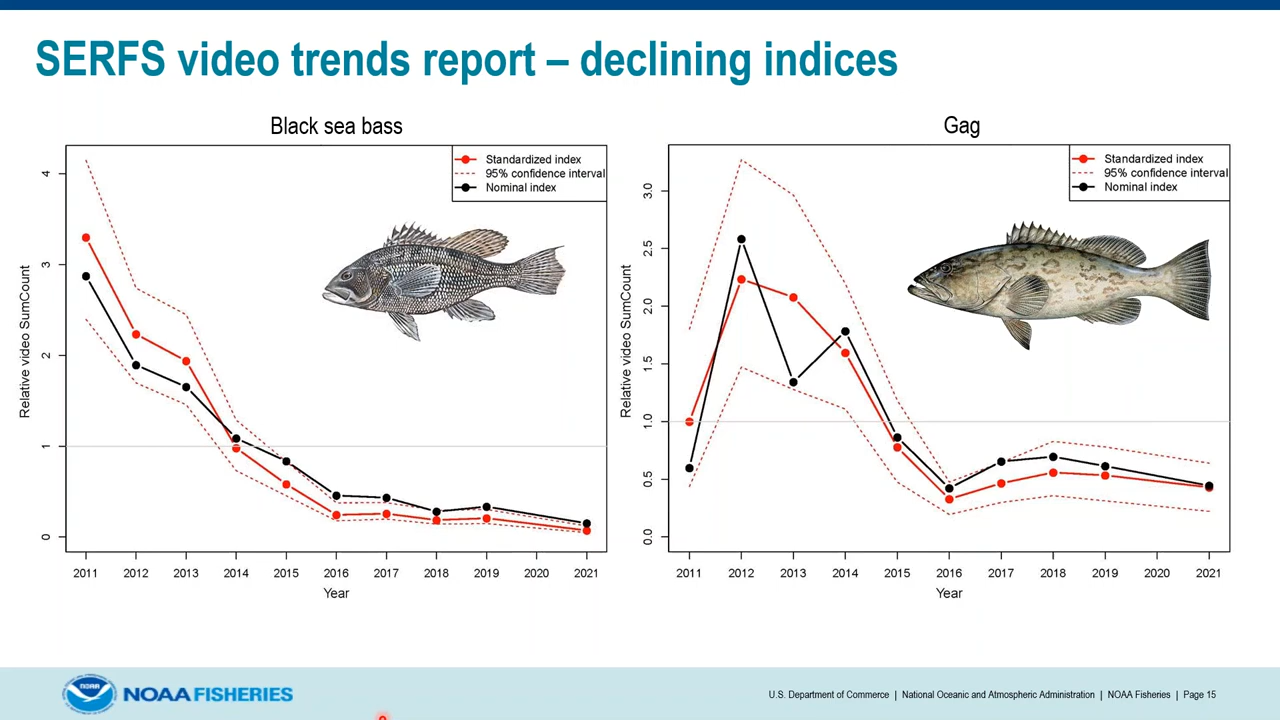 SERFS video trends report – declining indices
Black sea bass
Standardized index
95% confidence interval
Nominal index
Relative video SumCount
4
3
2
1
0
2011 2012 2013 2014 2015 2016 2017 2018 2019 2020 2021
Year
Gag
Standardized index
95% confidence interval
Nominal index
Relative video SumCount
3.0
2.5
2.0
1.5
1.0
0.5
0.0
2011 2012 2013 2014 2015 2016 2017 2018 2019 2020 2021
Year
NOAA
NOAA FISHERIES
U.S. Department of Commerce | National Oceanic and Atmospheric Administration | NOAA Fisheries | Page 15